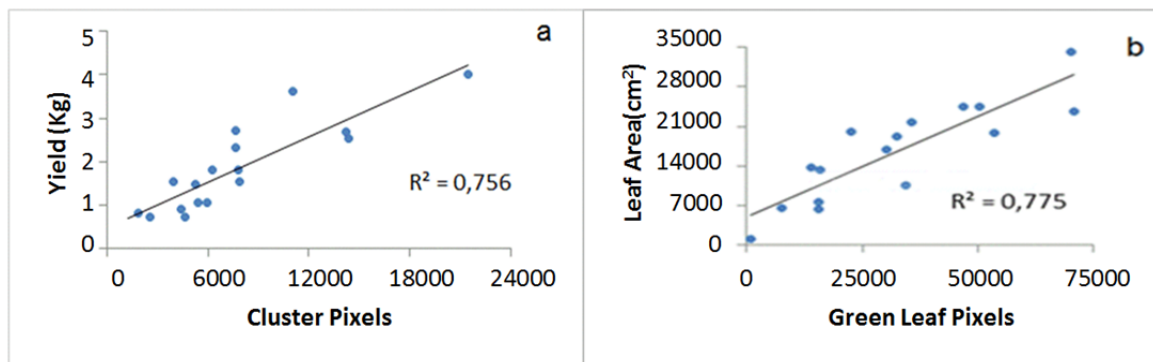 a
5
4
3
2
1
0
Yield (Kg)
R² = 0,756
0 6000 12000 18000 24000
Cluster Pixels
b
35000
28000
21000
14000
7000
0
Leaf Area(cm²)
R² = 0,775
0 25000 50000 75000
Green Leaf Pixels